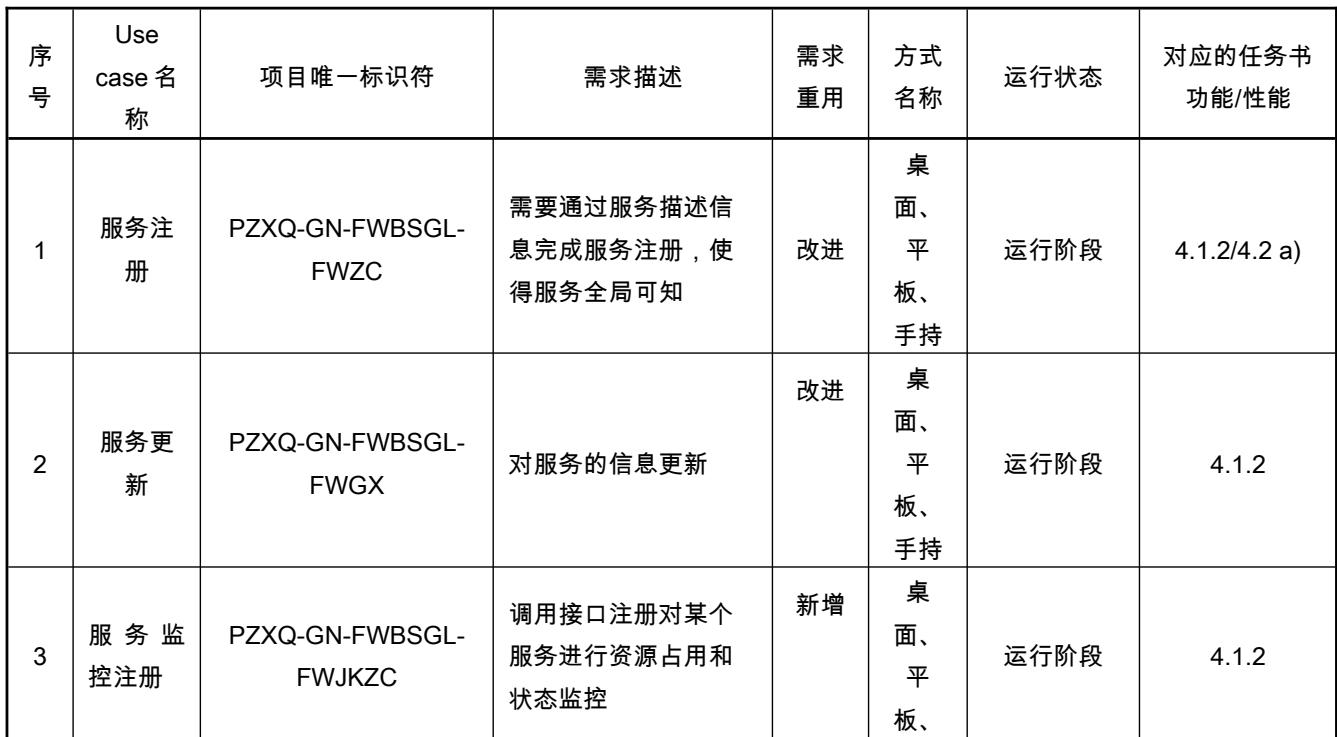 序号
Use case 名称
项目唯一标识符
需求描述
需求重用
方式名称
运行状态
对应的任务书功能/性能
1
服务注册
PZXQ-GN-FWBSGL-FWZC
需要通过服务描述信息完成服务注册，使得服务全局可知
改进
桌面、平板、手持
运行阶段
4.1.2/4.2 a)
2
服务更新
PZXQ-GN-FWBSGL-FWGX
对服务的信息更新
改进
桌面、平板、手持
运行阶段
4.1.2
3
服务监控注册
PZXQ-GN-FWBSGL-FWJKZC
调用接口注册对某个服务进行资源占用和状态监控
新增
桌面、平板、
运行阶段
4.1.2